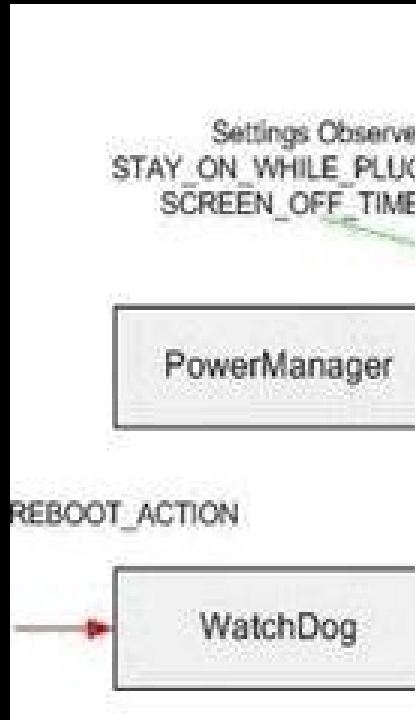 Settings Observe
STAY_ON_WHILE_PLUG
SCREEN_OFF_TIME
PowerManager
REBOOT_ACTION
WatchDog